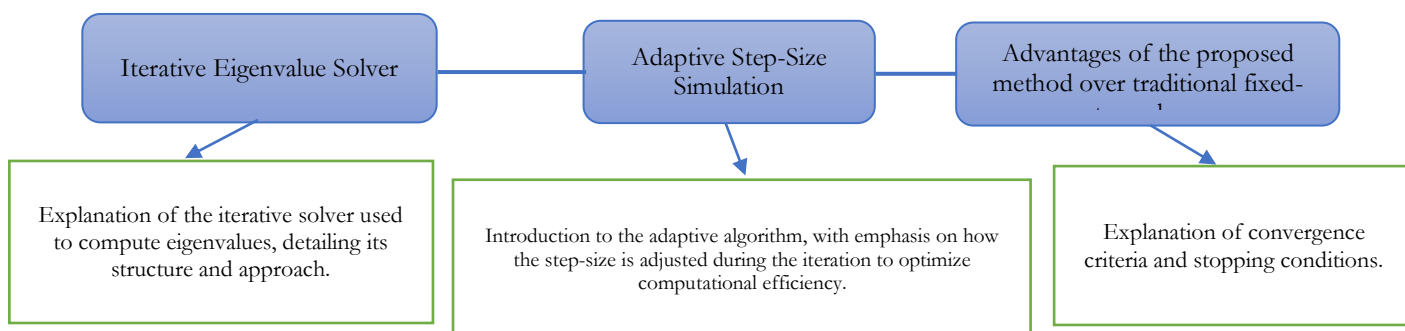 Iterative Eigenvalue Solver
Adaptive Step-Size
Simulation
Advantages of the proposed
method over traditional fixed-
Explanation of the iterative solver used
to compute eigenvalues, detailing its
structure and approach.
Introduction to the adaptive algorithm, with emphasis on how
the step-size is adjusted during the iteration to optimize
computational efficiency.
Explanation of convergence
criteria and stopping conditions.